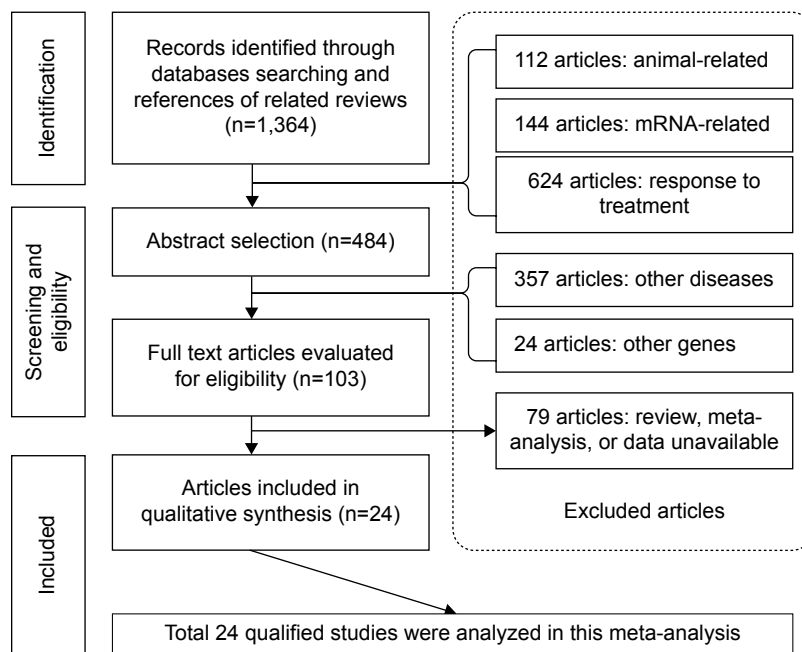 Identification
Records identified through
databases searching and
references of related reviews
(n=1,364)
112 articles: animal-related
144 articles: mRNA-related
624 articles: response to
treatment
Screening and
eligibility
Abstract selection (n=484)
357 articles: other diseases
24 articles: other genes
Full text articles evaluated
for eligibility (n=103)
79 articles: review, meta-
analysis, or data unavailable
Included
Articles included in
qualitative synthesis (n=24)
Excluded articles
Total 24 qualified studies were analyzed in this meta-analysis